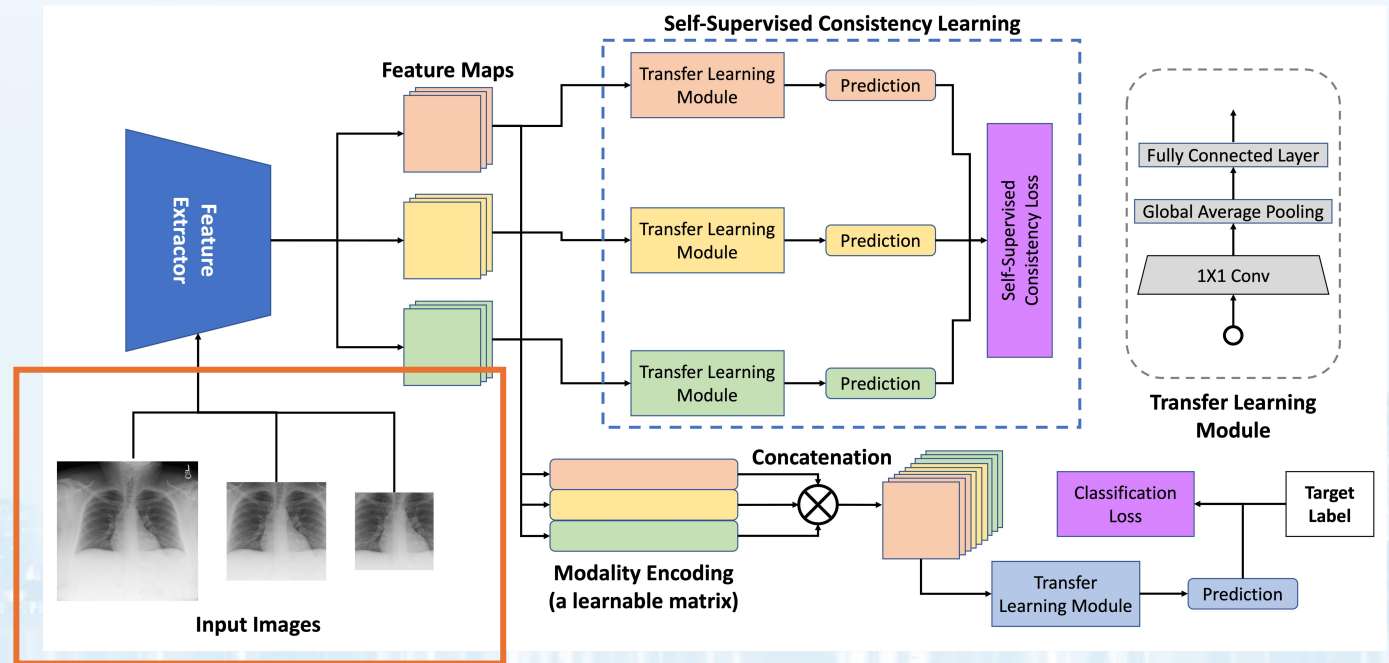 Self-Supervised Consistency Learning
Feature Maps
Feature
Extractor
Transfer Learning
Module
Prediction
Transfer Learning
Module
Prediction
Transfer Learning
Module
Prediction
Self-Supervised
Consistency Loss
Fully Connected Layer
Global Average Pooling
1X1 Conv
Transfer Learning
Module
Input Images
Concatenation
Modality Encoding
(a learnable matrix)
Classification
Loss
Target
Label
Transfer
Learning Module
Prediction